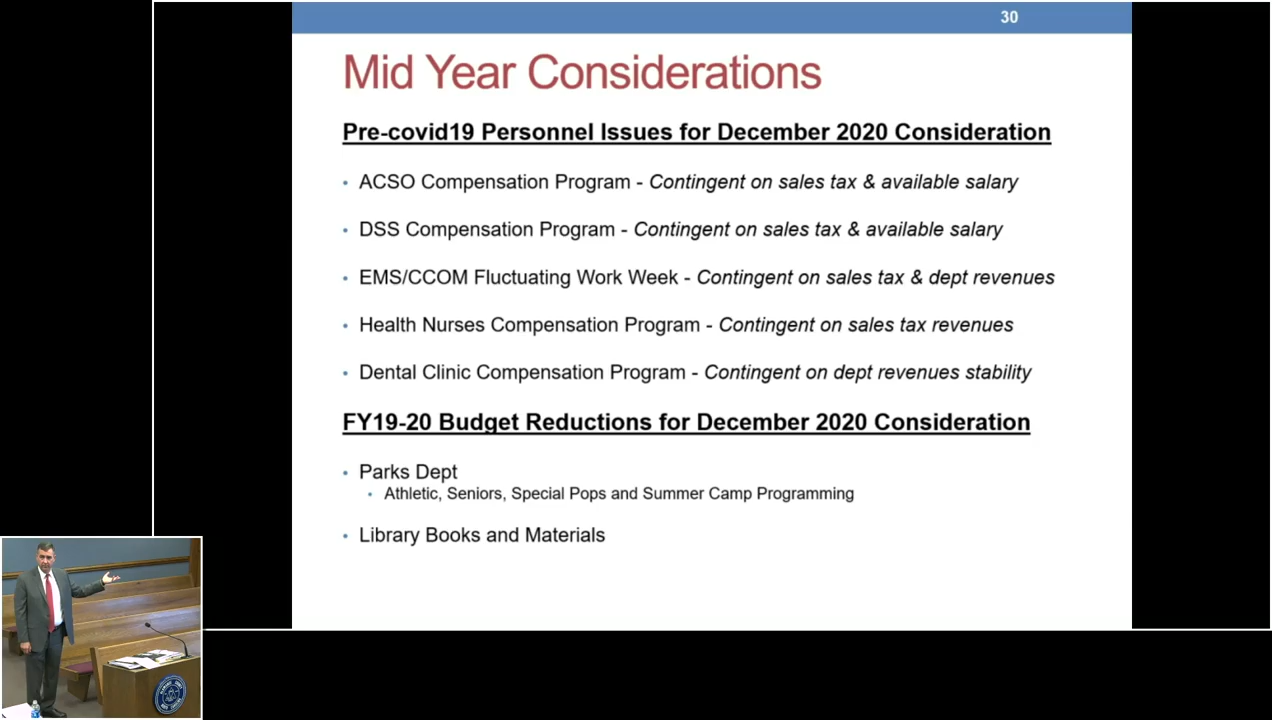 30
Mid Year Considerations
Pre-covid19 Personnel Issues for December 2020 Consideration
• ACSO Compensation Program - Contingent on sales tax & available salary
• DSS Compensation Program - Contingent on sales tax & available salary
• EMS/CCOM Fluctuating Work Week - Contingent on sales tax & dept revenues
• Health Nurses Compensation Program - Contingent on sales tax revenues
• Dental Clinic Compensation Program - Contingent on dept revenues stability
FY19-20 Budget Reductions for December 2020 Consideration
• Parks Dept
• Athletic, Seniors, Special Pops and Summer Camp Programming
• Library Books and Materials